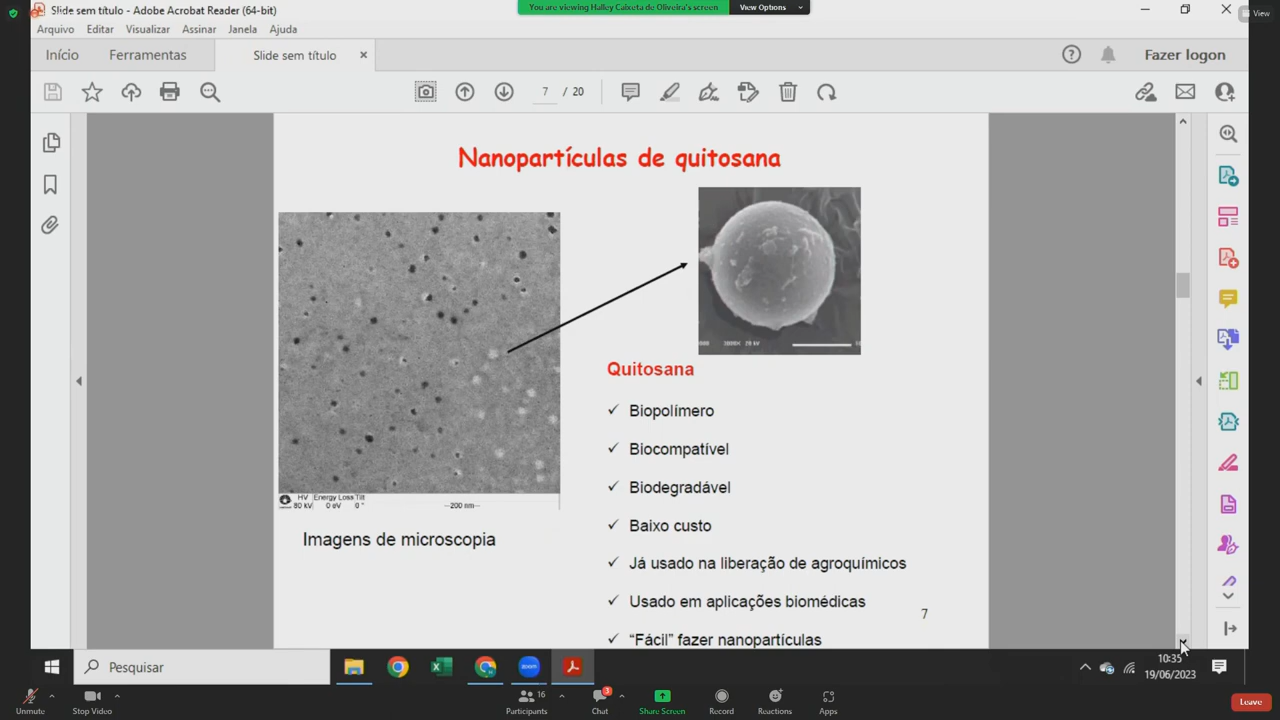 Slide sem título - Adobe Acrobat Reader (64-bit)
You are viewing Halley Caixeta de Oliveira's screen
View Options
View
Arquivo Editar Visualizar Assinar Janela Ajuda
Início Ferramentas Slide sem título × Fazer logon
7 / 20
Nanopartículas de quitosana
HV Energy Loss Tilt
80 kV 0 eV 0° 200 nm
Imagens de microscopia
Quitosana
✓ Biopolímero
✓ Biocompatível
✓ Biodegradável
✓ Baixo custo
✓ Já usado na liberação de agroquímicos
✓ Usado em aplicações biomédicas
7
✓ “Fácil” fazer nanopartículas
Pesquisar
zoom
10:35
19/06/2023
16 3
Unmute Stop Video Participants Chat Share Screen Record Reactions Apps Leave